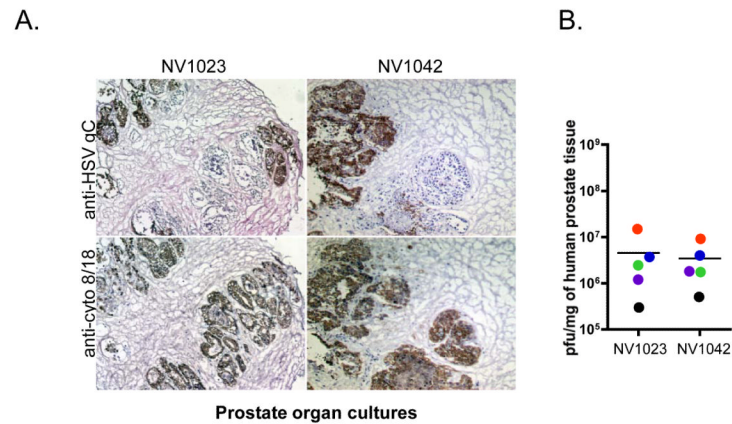 A.
B.
NV1023
NV1042
anti-HSV gC
anti-cyto 8/18
Prostate organ cultures
pfu/mg of human prostate tissue
10⁹
10⁸
10⁷
10⁶
10⁵
NV1023
NV1042